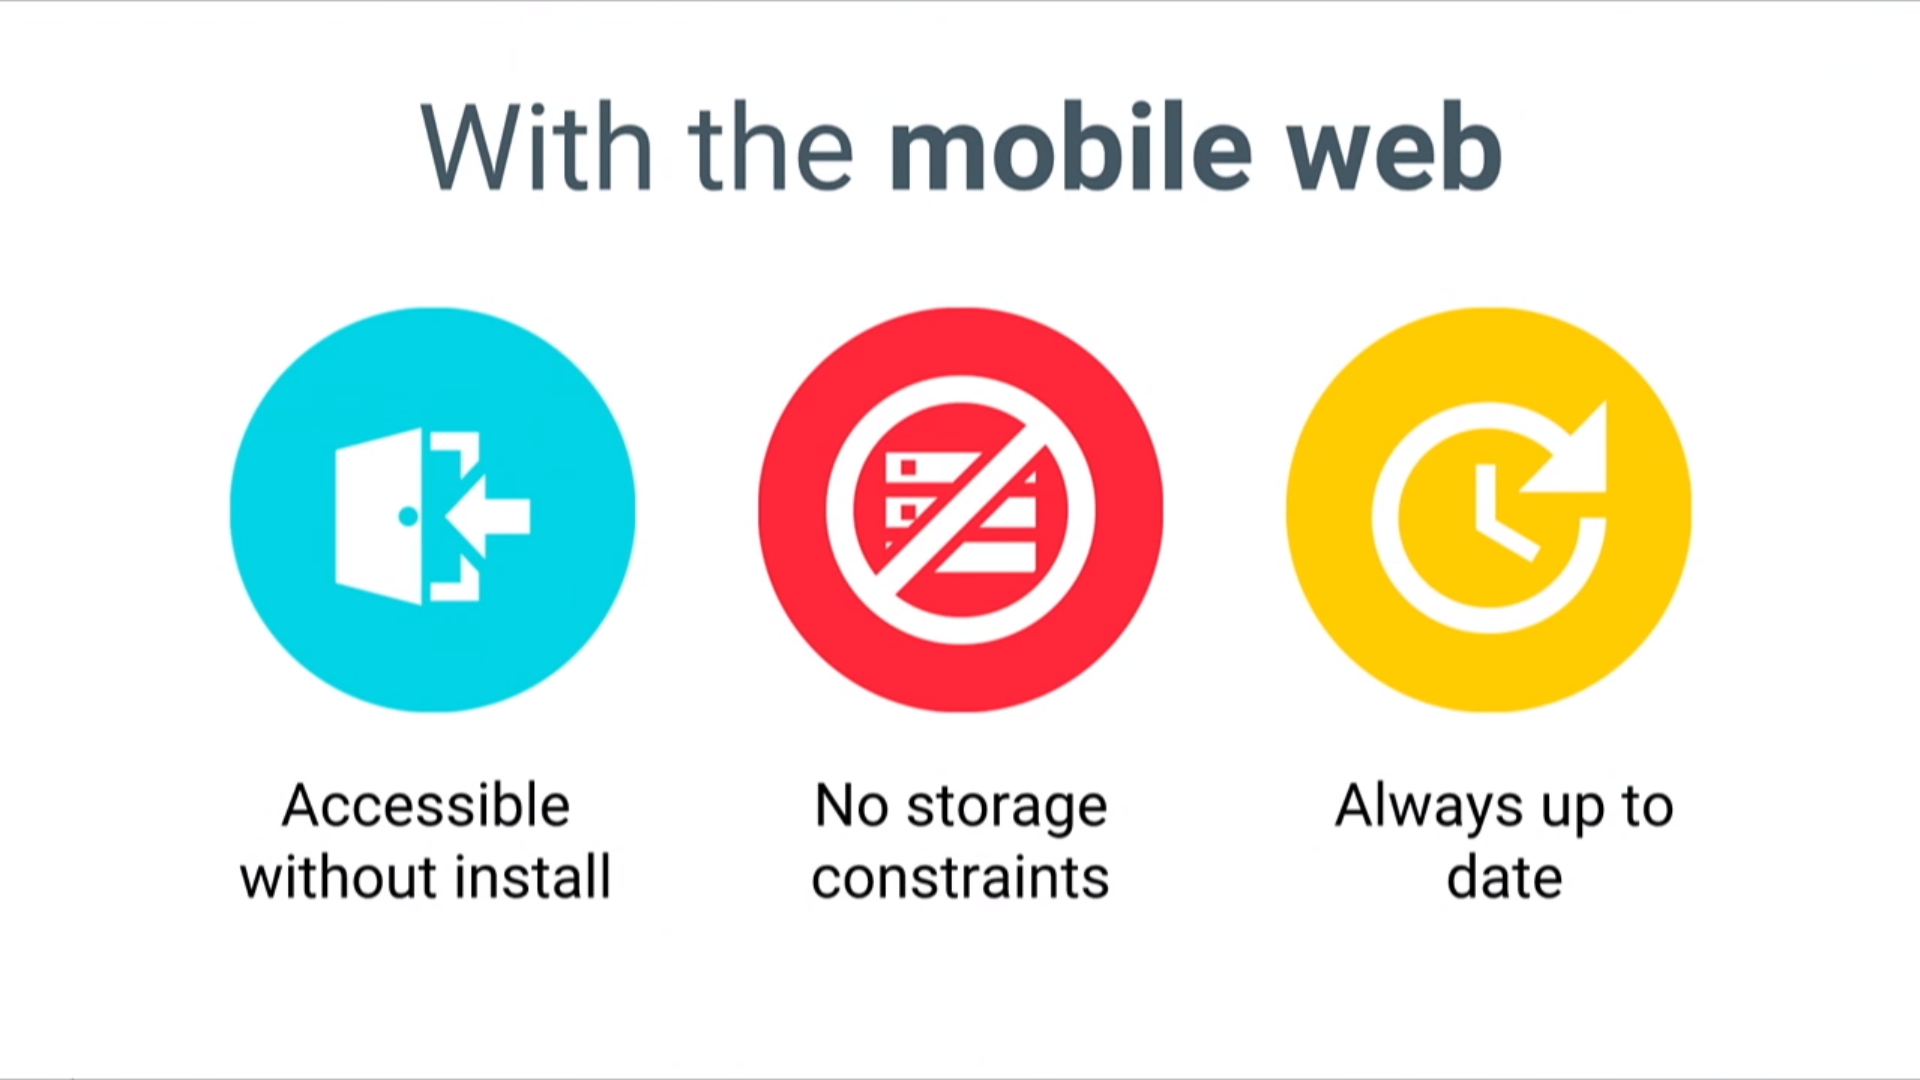 With the mobile web
Accessible
without install
No storage
constraints
Always up to
date